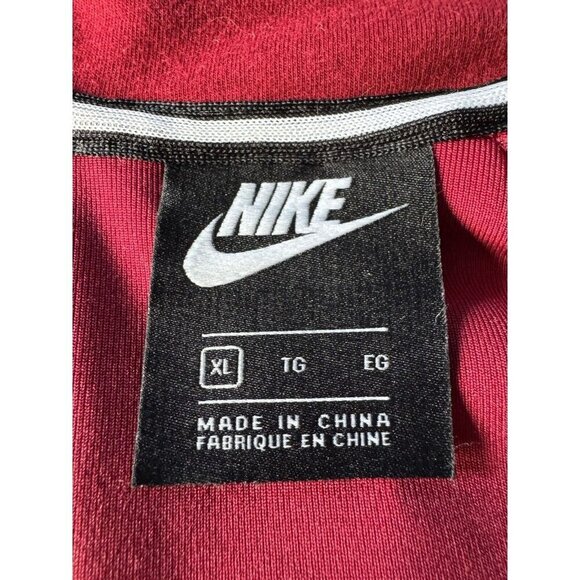 NIKE
XL TG EG
MADE IN CHINA
FABRIQUE EN CHINE